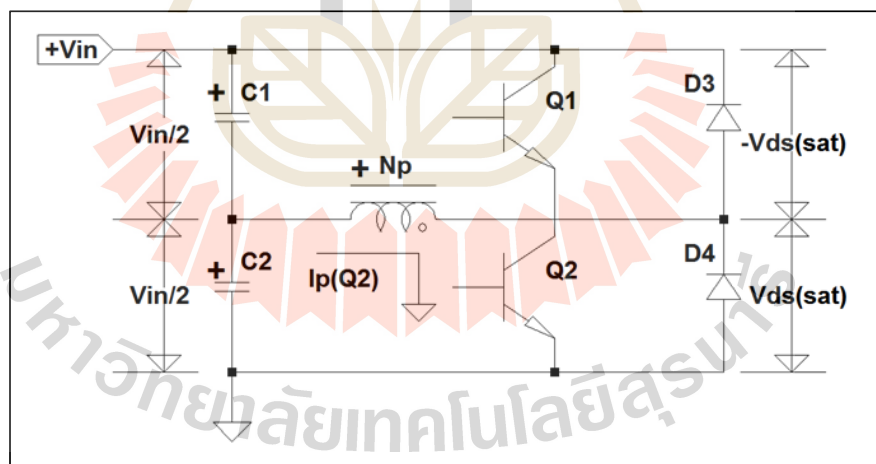 +Vin
+ C1
Vin/2
Q1
D3
-Vds(sat)
+ Np
+ C2
Vin/2
Ip(Q2)
Q2
D4
Vds(sat)
มหาวิทยาลัยเทคโนโลยีสุรนารี